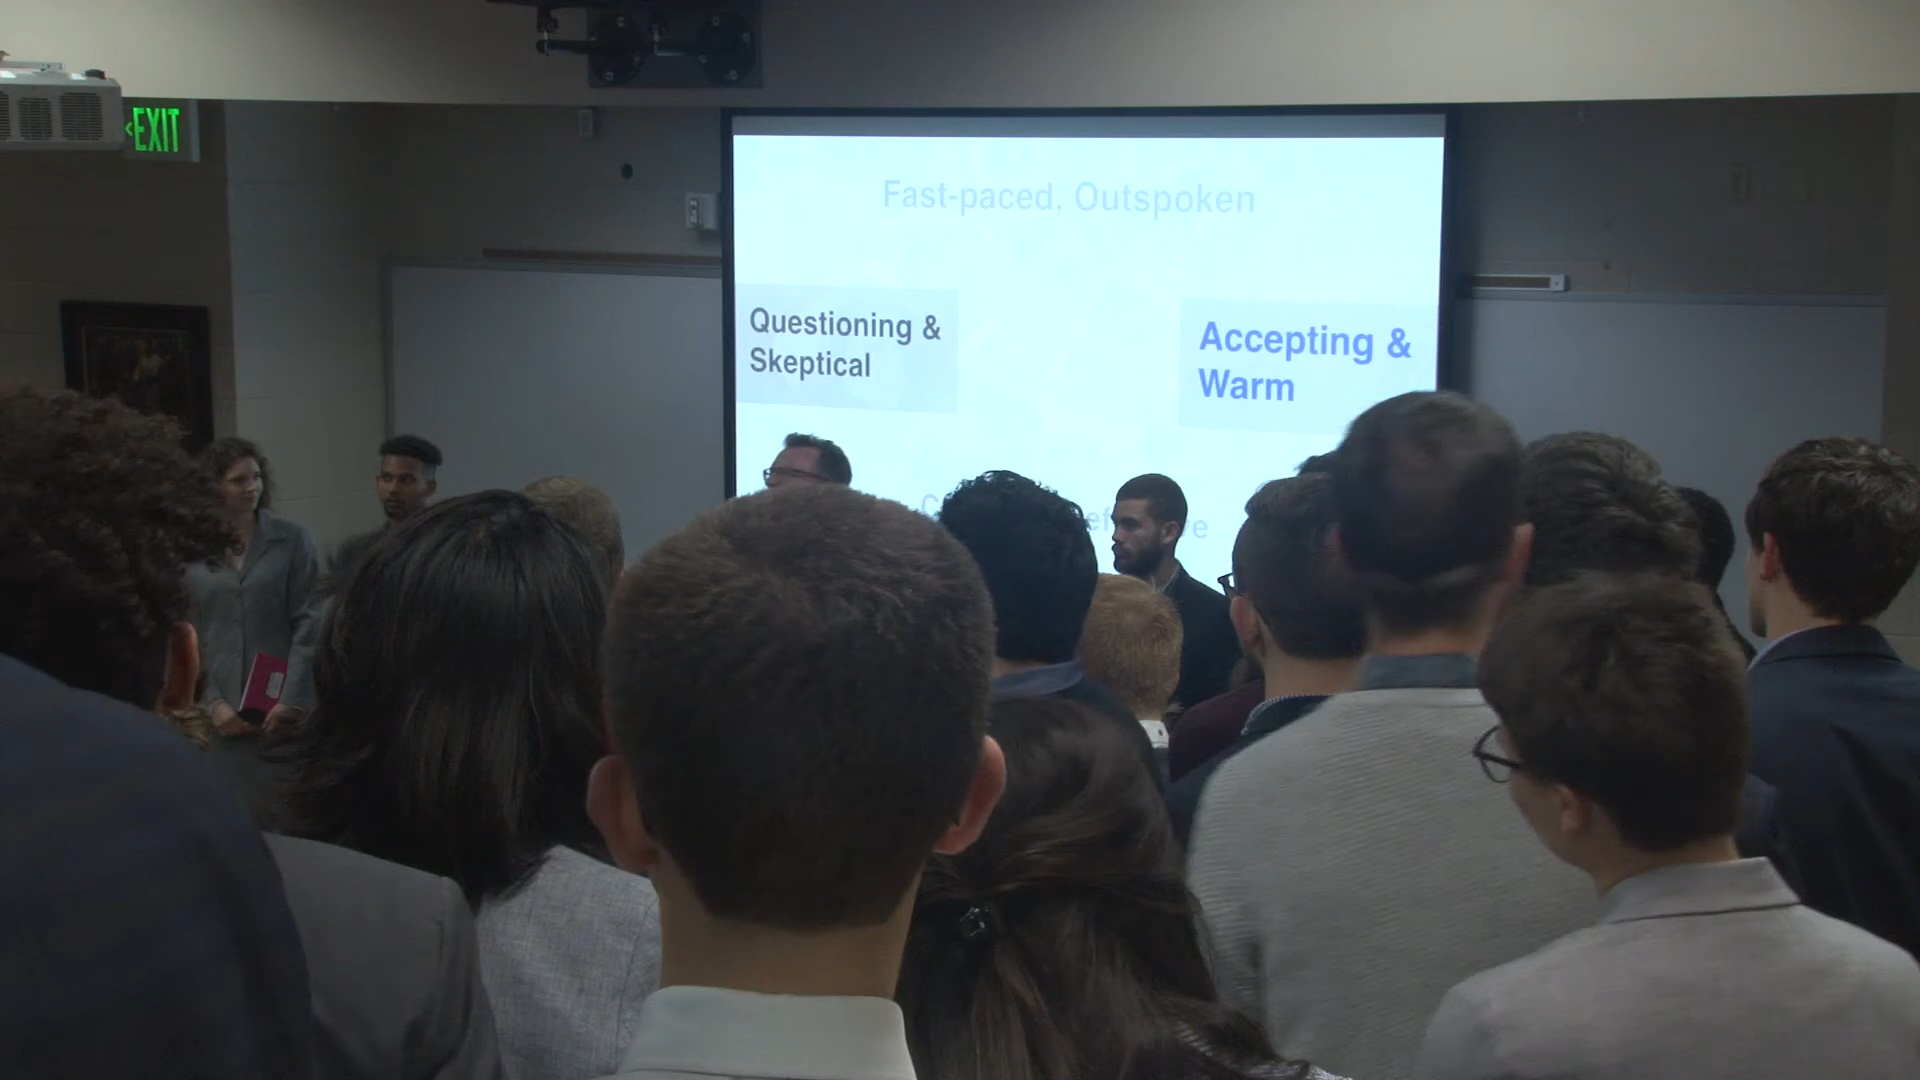 <EXIT
Fast-paced, Outspoken
Questioning &
Skeptical
Accepting &
Warm